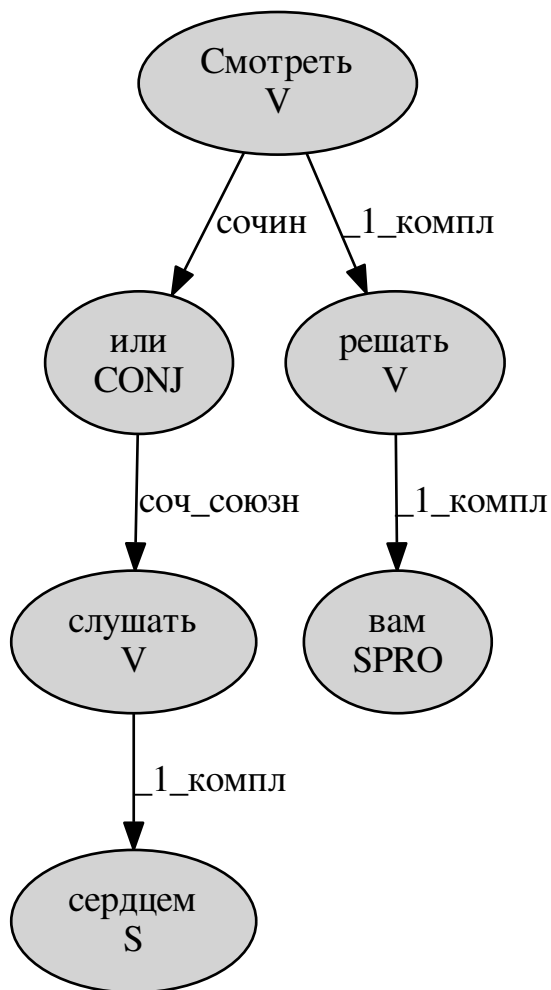 Смотреть
V
сочин
_1_компл
или
CONJ
решать
V
соч_союзн
_1_компл
слушать
V
вам
SPRO
_1_компл
сердцем
S